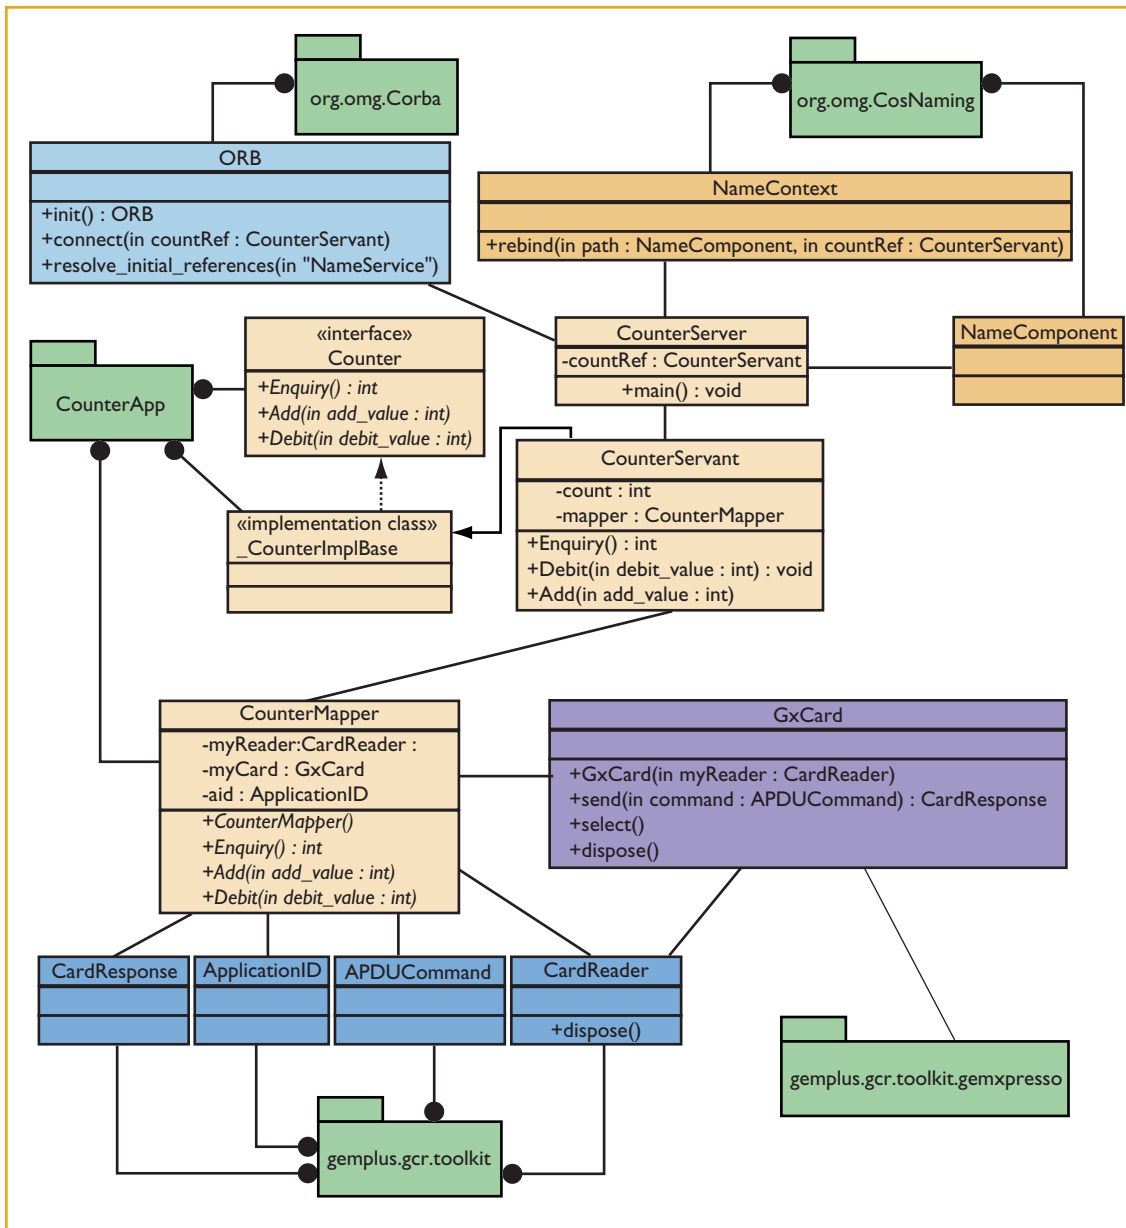 org.omg.Corba
org.omg.CosNaming
ORB
+init() : ORB
+connect(in countRef : CounterServant)
+resolve_initial_references(in "NameService")
NameContext
+rebind(in path : NameComponent, in countRef : CounterServant)
«interface»
Counter
+Enquiry() : int
+Add(in add_value : int)
+Debit(in debit_value : int)
CounterServer
-countRef : CounterServant
+main() : void
NameComponent
CounterApp
«implementation class»
_CounterImplBase
CounterServant
-count : int
-mapper : CounterMapper
+Enquiry() : int
+Debit(in debit_value : int) : void
+Add(in add_value : int)
CounterMapper
-myReader:CardReader :
-myCard : GxCard
-aid : ApplicationID
+CounterMapper()
+Enquiry() : int
+Add(in add_value : int)
+Debit(in debit_value : int)
GxCard
+GxCard(in myReader : CardReader)
+send(in command : APDUCommand) : CardResponse
+select()
+dispose()
CardResponse
ApplicationID
APDUCommand
CardReader
+dispose()
gemplus.gcr.toolkit.gemxpresso
gemplus.gcr.toolkit